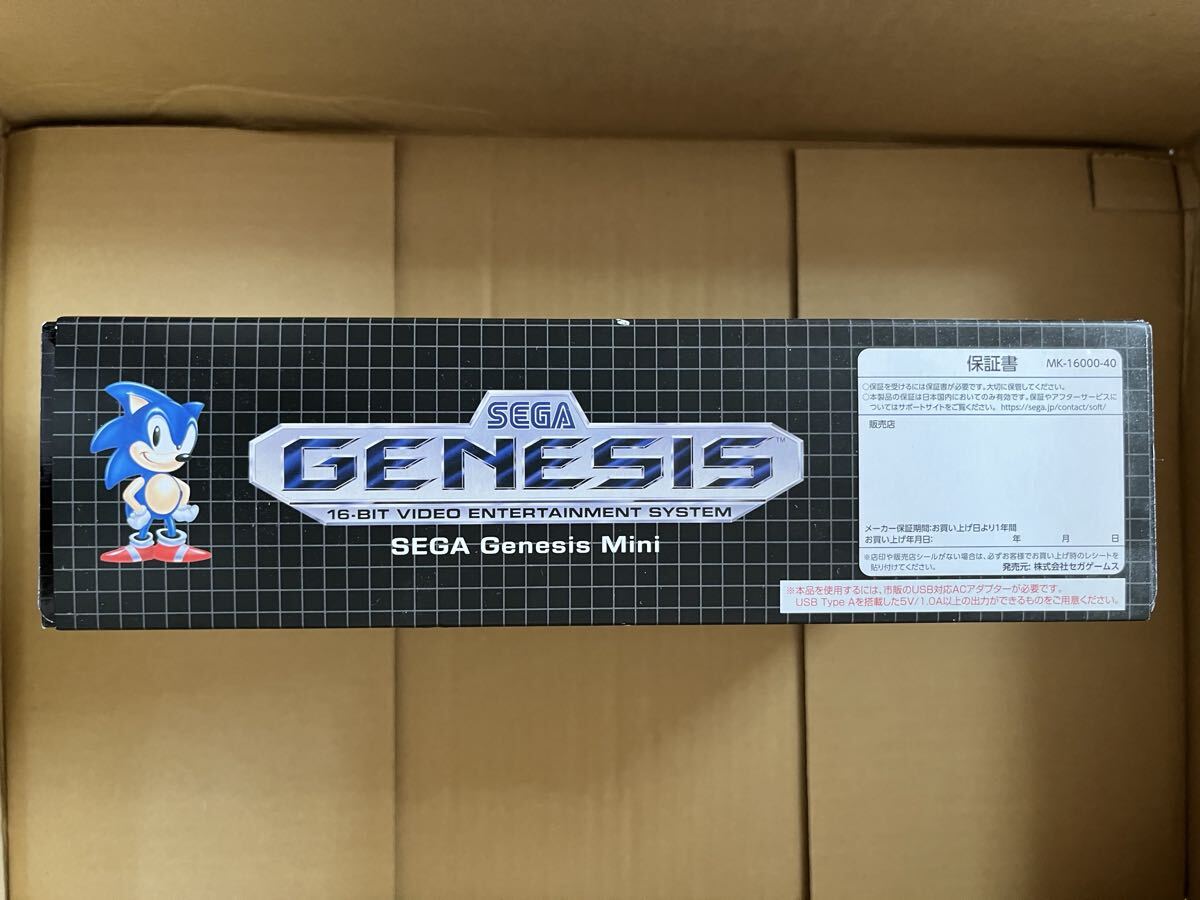 SEGA
GENESIS™
16-BIT VIDEO ENTERTAINMENT SYSTEM
SEGA Genesis Mini
保証書 MK-16000-40
○保証を受けるには保証書が必要です。大切に保管してください。
○本製品の保証は日本国内においてのみ有効です。保証やアフターサービスに
ついてはサポートサイトをご覧ください。 https://sega.jp/contact/soft/
販売店
メーカー保証期間:お買い上げ日より1年間
お買い上げ年月日: 年 月 日
※店印や販売店シールがない場合は、必ずお客様でお買い上げ時のレシートを
貼り付けてください。 発売元: 株式会社セガゲームス
※本品を使用するには、市販のUSB対応ACアダプターが必要です。
USB Type Aを搭載した5V/1.0A以上の出力ができるものをご用意ください。